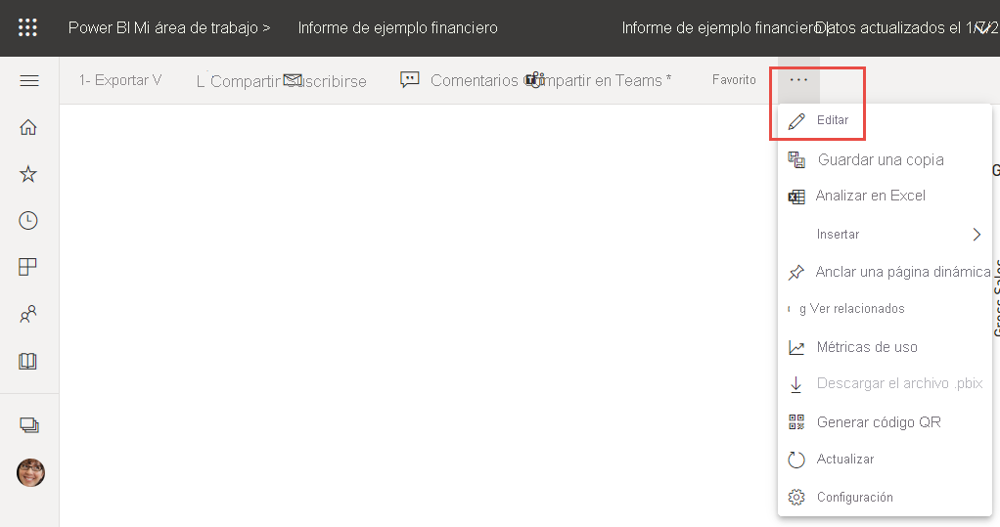 Power BI Mi área de trabajo > Informe de ejemplo financiero Informe de ejemplo financiero | Datos actualizados el 1/7/2
1- Exportar V L Compartir Suscribirse Comentarios Compartir en Teams * Favorito ...
Editar
Guardar una copia
Analizar en Excel
Insertar
Anclar una página dinámica
g Ver relacionados
Métricas de uso
Descargar el archivo .pbix
Generar código QR
Actualizar
Configuración
G
Gross Sales